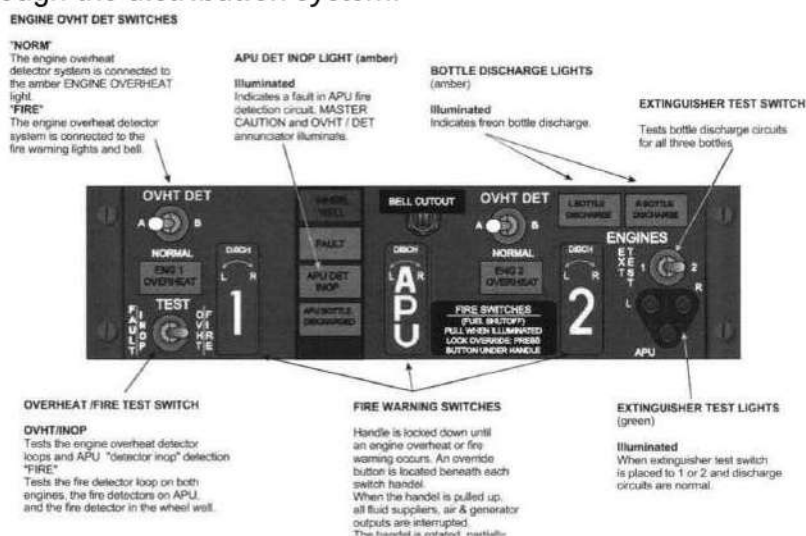 ough the distribution system.
ENGINE OVHT DET SWITCHES
"NORM"
The engine overheat
detector system is connected to
the amber ENGINE OVERHEAT
light.
"FIRE"
The engine overheat detector
system is connected to the
fire warning lights and bell.
APU DET INOP LIGHT (amber)
Illuminated
Indicates a fault in APU fire
detection circuit, MASTER
CAUTION and OVHT / DET
annunciator illuminate.
BOTTLE DISCHARGE LIGHTS
(amber)
Illuminated
Indicates freon bottle discharge.
EXTINGUISHER TEST SWITCH
Tests bottle discharge circuits
for all three bottles
OVHT DET
A B
NORMAL
ENG 1
OVERHEAT
TEST
FAULT
INOP
OVHT
FIRE
DISCH
L R
1
WHEEL
WELL
FAULT
APU DET
INOP
APU BOTTLE
DISCHARGED
BELL CUTOUT
DISCH
L R
APU
OVHT DET
A B
NORMAL
ENG 2
OVERHEAT
FIRE SWITCHES
(FUEL SHUTOFF)
PULL WHEN ILLUMINATED
LOCK OVERRIDE: PRESS
BUTTON UNDER HANDLE
DISCH
L R
2
L BOTTLE
DISCHARGE
R BOTTLE
DISCHARGE
ENGINES
EXT
TEST
1 2
L R
APU
OVERHEAT /FIRE TEST SWITCH
OVHT/INOP
Tests the engine overheat detector
loops and APU "detector inop" detection
"FIRE"
Tests the fire detector loop on both
engines, the fire detectors on APU,
and the fire detector in the wheel well.
FIRE WARNING SWITCHES
Handle is locked down until
an engine overheat or fire
warning occurs. An override
button is located beneath each
switch handel.
When the handel is pulled up,
all fluid suppliers, air & generator
outputs are interrupted.
The handel is rotated, partially
EXTINGUISHER TEST LIGHTS
(green)
Illuminated
When extinguisher test switch
is placed to 1 or 2 and discharge
circuits are normal.